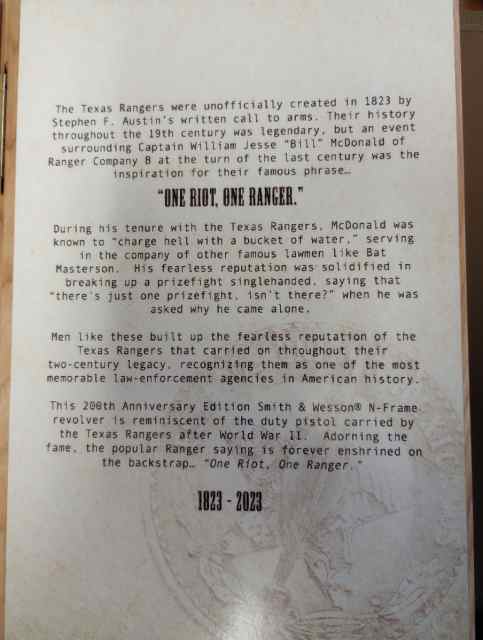 The Texas Rangers were unofficially created in 1823 by
Stephen F. Austin's written call to arms. Their history
throughout the 19th century was legendary, but an event
surrounding Captain William Jesse "Bill" McDonald of
Ranger Company B at the turn of the last century was the
inspiration for their famous phrase…
"ONE RIOT, ONE RANGER."
During his tenure with the Texas Rangers, McDonald was
known to "charge hell with a bucket of water," serving
in the company of other famous lawmen like Bat
Masterson. His fearless reputation was solidified in
breaking up a prizefight singlehanded, saying that
"there's just one prizefight, isn't there?" when he was
asked why he came alone.
Men like these built up the fearless reputation of the
Texas Rangers that carried on throughout their
two-century legacy, recognizing them as one of the most
memorable law-enforcement agencies in American history.
This 200th Anniversary Edition Smith & Wesson® N-Frame
revolver is reminiscent of the duty pistol carried by
the Texas Rangers after World War II. Adorning the
fame, the popular Ranger saying is forever enshrined on
the backstrap… "One Riot, One Ranger."
1823 - 2023